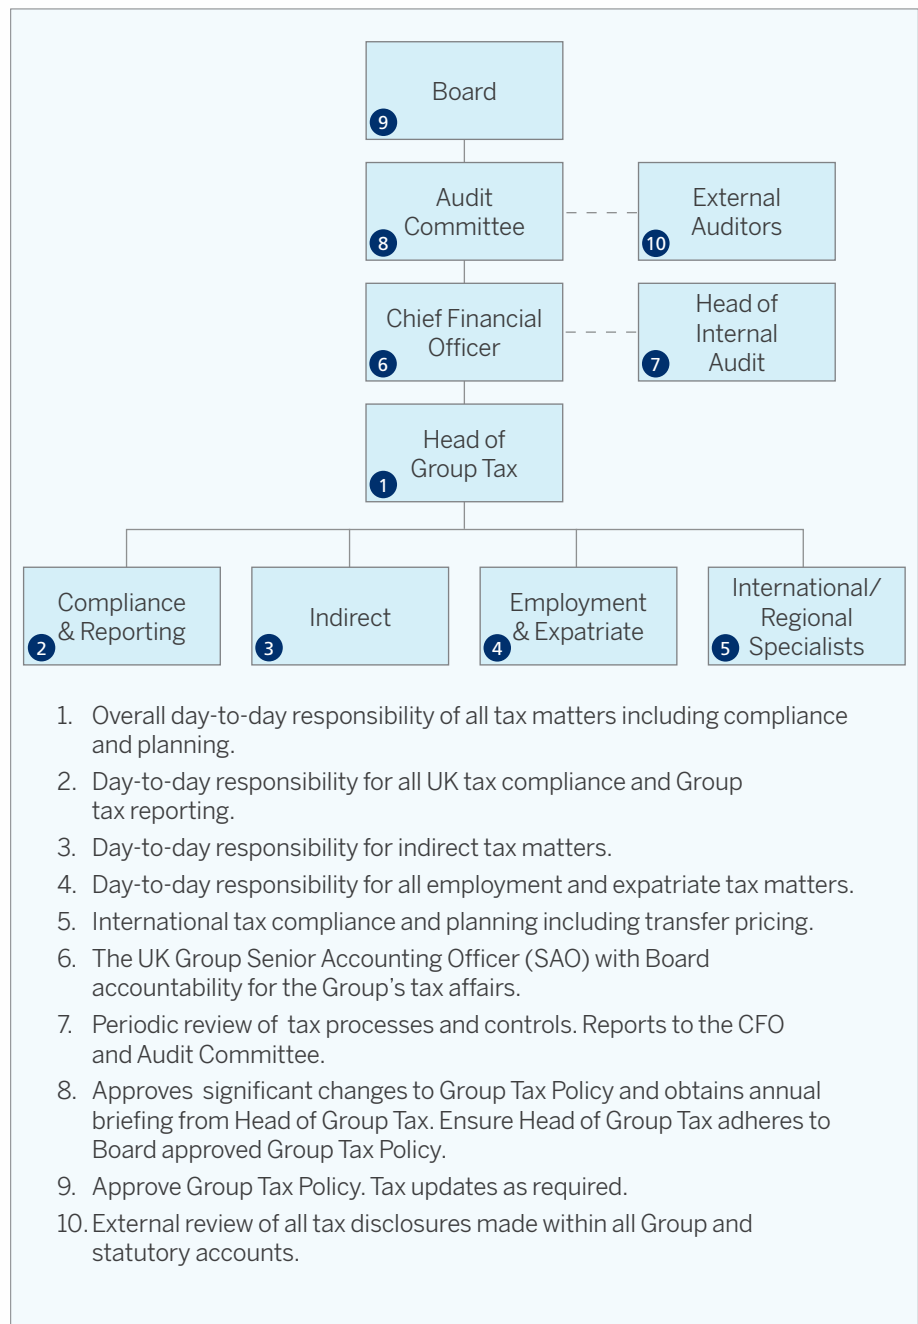 Board
9
Audit
Committee
8
External
Auditors
10
Chief Financial
Officer
6
Head of
Internal
Audit
7
Head of
Group Tax
1
Compliance
& Reporting
2
Indirect
3
Employment
& Expatriate
4
International/
Regional
Specialists
5
1. Overall day-to-day responsibility of all tax matters including compliance
and planning.
2. Day-to-day responsibility for all UK tax compliance and Group
tax reporting.
3. Day-to-day responsibility for indirect tax matters.
4. Day-to-day responsibility for all employment and expatriate tax matters.
5. International tax compliance and planning including transfer pricing.
6. The UK Group Senior Accounting Officer (SAO) with Board
accountability for the Group's tax affairs.
7. Periodic review of tax processes and controls. Reports to the CFO
and Audit Committee.
8. Approves significant changes to Group Tax Policy and obtains annual
briefing from Head of Group Tax. Ensure Head of Group Tax adheres to
Board approved Group Tax Policy.
9. Approve Group Tax Policy. Tax updates as required.
10. External review of all tax disclosures made within all Group and
statutory accounts.